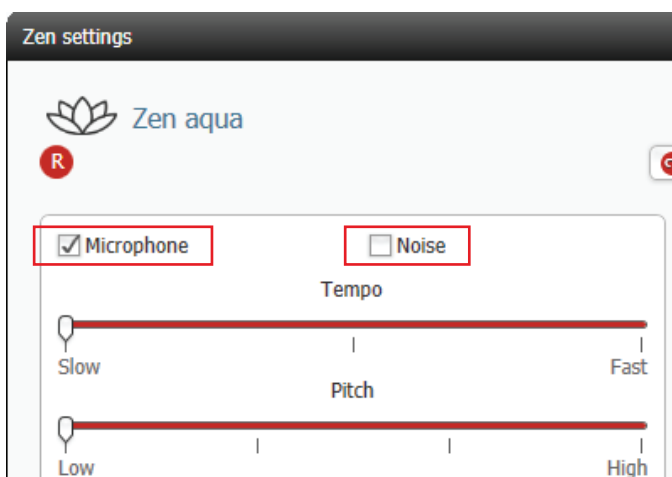 Zen settings
Zen aqua
R
Microphone Noise
Tempo
Slow Fast
Pitch
Low High